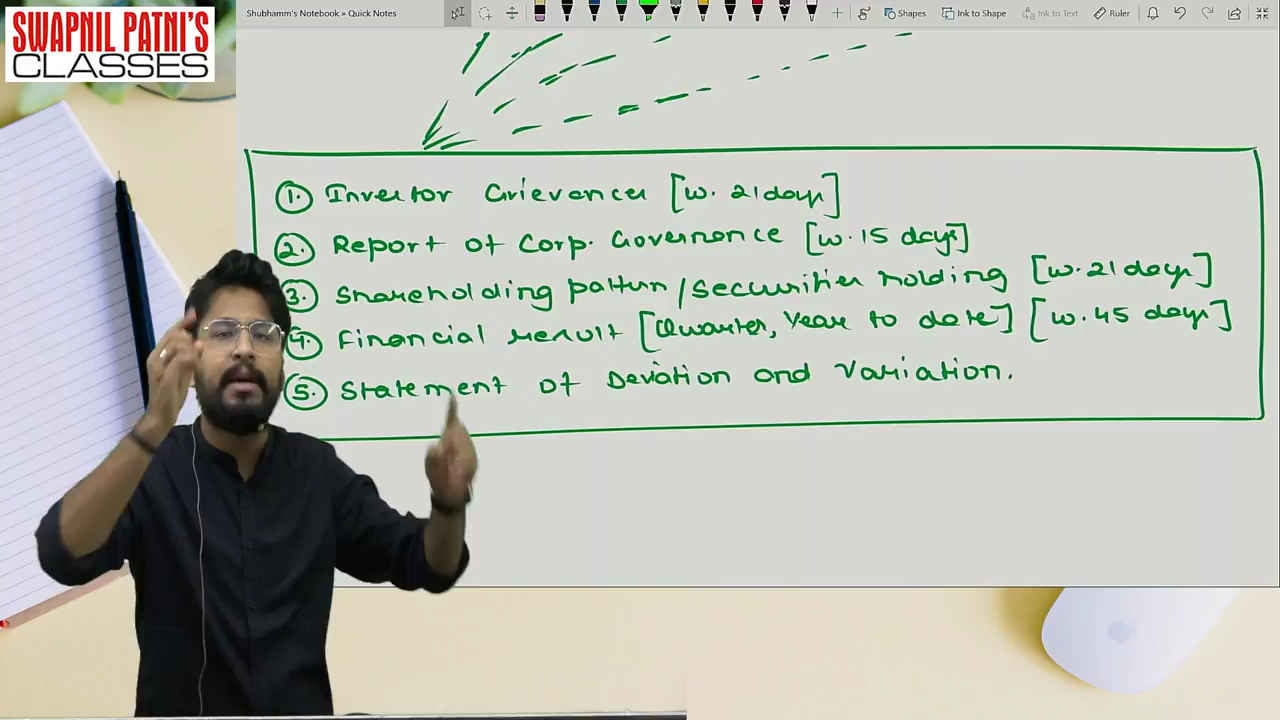 SWAPNIL PATNI'S
CLASSES
Shubhamm's Notebook » Quick Notes
Shapes
Ink to Shape
Ink to Text
Ruler
1. Investor Grievances [w. 21 days]
2. Report of Corp. Governance [w. 15 days]
3. Shareholding pattern / Securities holding [w. 21 days]
4. Financial result [Quarter, Year to date] [w. 45 days]
5. Statement of Deviation and Variation.